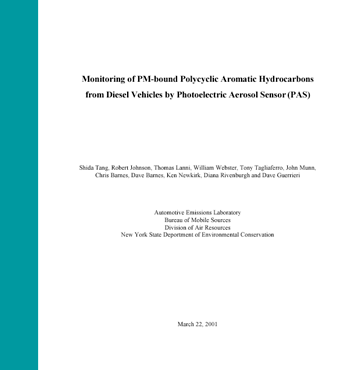 Monitoring of PM-bound Polycyclic Aromatic Hydrocarbons
from Diesel Vehicles by Photoelectric Aerosol Sensor (PAS)
Shida Tang, Robert Johnson, Thomas Lanni, William Webster, Tony Tagliaferro, John Munn,
Chris Barnes, Dave Barnes, Ken Newkirk, Diana Rivenburgh and Dave Guerrieri
Automotive Emissions Laboratory
Bureau of Mobile Sources
Division of Air Resources
New York State Department of Environmental Conservation
March 22, 2001